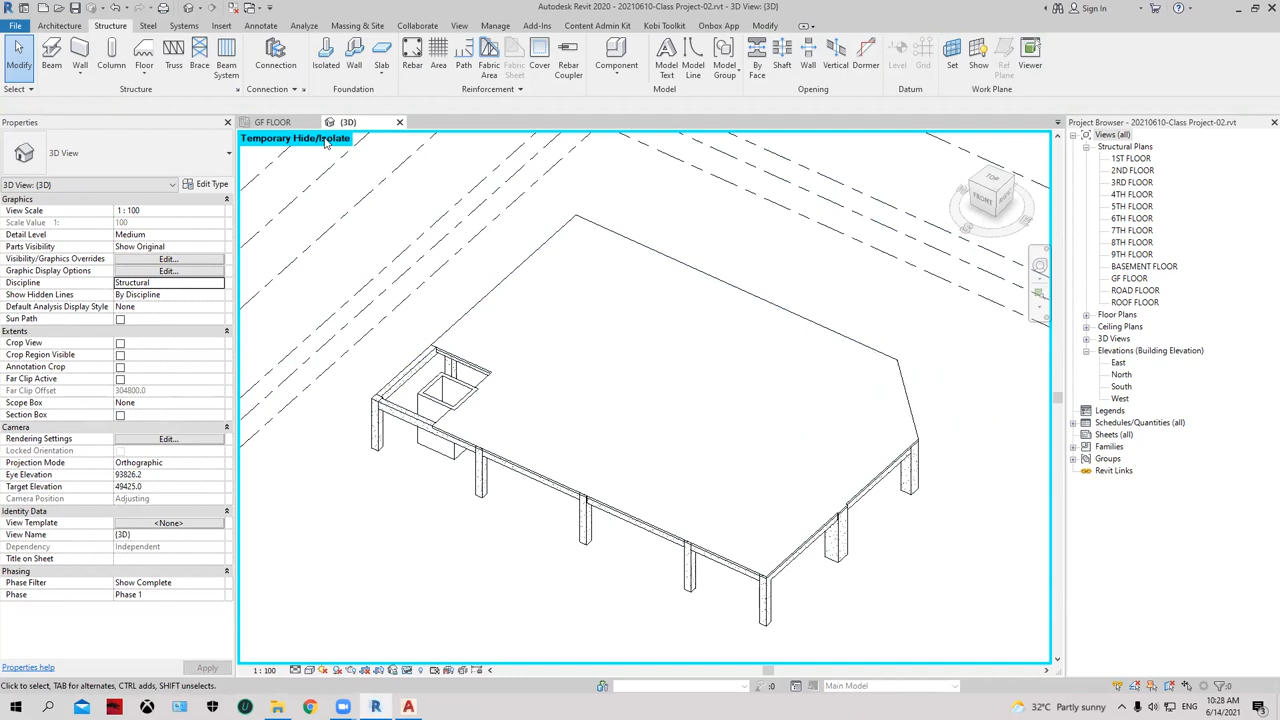 Autodesk Revit 2020 - 20210610-Class Project-02.rvt - 3D View: {3D}
Sign In
File Architecture Structure Steel Systems Insert Annotate Analyze Massing & Site Collaborate View Manage Add-Ins Content Admin Kit Kobi Toolkit Onbox App Modify
Modify Beam Wall Column Floor Truss Brace Beam System Connection Isolated Wall Slab Rebar Area Path Fabric Area Fabric Sheet Cover Rebar Coupler Component Model Text Model Line Model Group By Face Shaft Wall Vertical Dormer Level Grid Set Show Ref Plane Viewer
Select Structure Connection Foundation Reinforcement Model Opening Datum Work Plane
Properties
GF FLOOR
{3D}
Project Browser - 20210610-Class Project-02.rvt
Temporary Hide/Isolate
3D View
3D View: {3D} Edit Type
Graphics
View Scale 1 : 100
Scale Value 1: 100
Detail Level Medium
Parts Visibility Show Original
Visibility/Graphics Overrides Edit...
Graphic Display Options Edit...
Discipline Structural
Show Hidden Lines By Discipline
Default Analysis Display Style None
Sun Path
Extents
Crop View
Crop Region Visible
Annotation Crop
Far Clip Active
Far Clip Offset 304800.0
Scope Box None
Section Box
Camera
Rendering Settings Edit...
Locked Orientation
Projection Mode Orthographic
Eye Elevation 93826.2
Target Elevation 49425.0
Camera Position Adjusting
Identity Data
View Template <None>
View Name {3D}
Dependency Independent
Title on Sheet
Phasing
Phase Filter Show Complete
Phase Phase 1
Properties help Apply
TOP
FRONT
Views (all)
Structural Plans
1ST FLOOR
2ND FLOOR
3RD FLOOR
4TH FLOOR
5TH FLOOR
6TH FLOOR
7TH FLOOR
8TH FLOOR
9TH FLOOR
BASEMENT FLOOR
GF FLOOR
ROAD FLOOR
ROOF FLOOR
Floor Plans
Ceiling Plans
3D Views
Elevations (Building Elevation)
East
North
South
West
Legends
Schedules/Quantities (all)
Sheets (all)
Families
Groups
Revit Links
1 : 100
Click to select, TAB for alternates, CTRL adds, SHIFT unselects.
:0
Main Model
:0
32°C Partly sunny
ENG
10:28 AM
6/14/2021